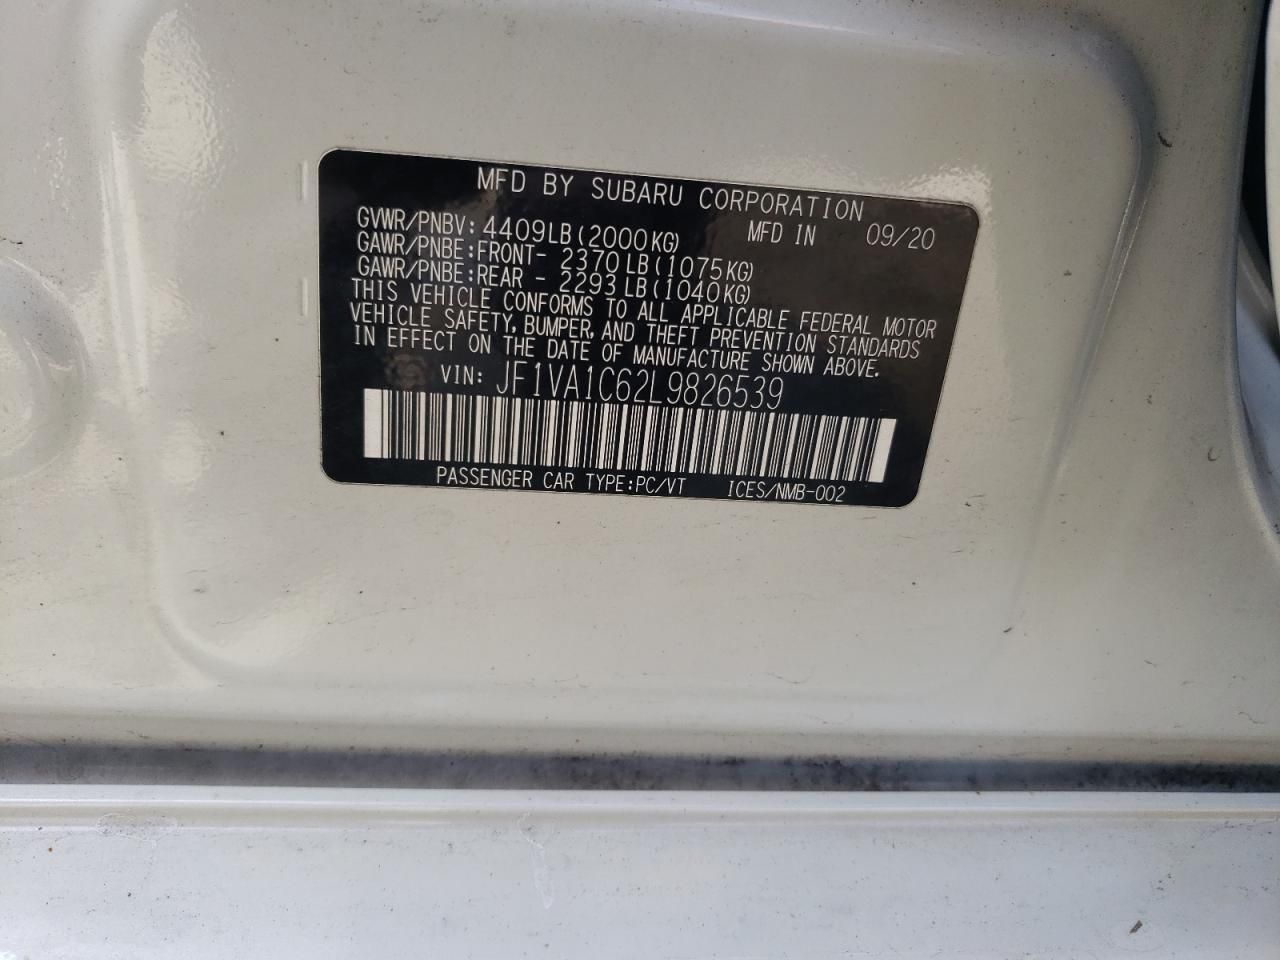 MFD BY SUBARU CORPORATION
GVWR/PNBV: 4409LB(2000KG) MFD IN 09/20
GAWR/PNBE:FRONT- 2370LB(1075KG)
GAWR/PNBE:REAR - 2293LB(1040KG)
THIS VEHICLE CONFORMS TO ALL APPLICABLE FEDERAL MOTOR
VEHICLE SAFETY, BUMPER, AND THEFT PREVENTION STANDARDS
IN EFFECT ON THE DATE OF MANUFACTURE SHOWN ABOVE.
VIN: JF1VA1C62L9826539
PASSENGER CAR TYPE:PC/VT ICES/NMB-002